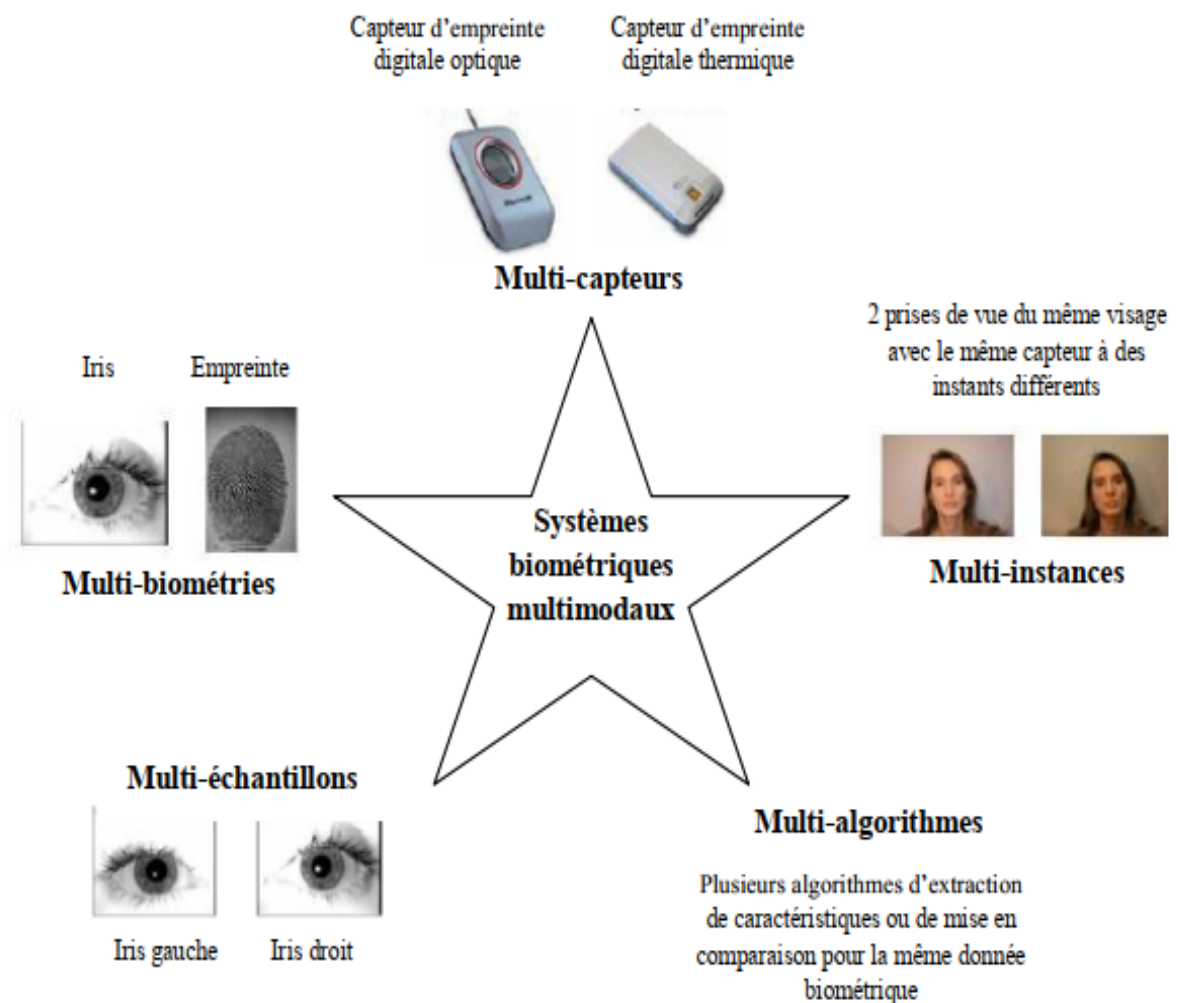 Capteur d'empreinte
digitale optique
Capteur d'empreinte
digitale thermique
Multi-capteurs
2 prises de vue du même visage
avec le même capteur à des
instants différents
Multi-instances
Iris
Empreinte
Multi-biométries
Systèmes
biométriques
multimodaux
Multi-échantillons
Iris gauche
Iris droit
Multi-algorithmes
Plusieurs algorithmes d'extraction
de caractéristiques ou de mise en
comparaison pour la même donnée
biométrique